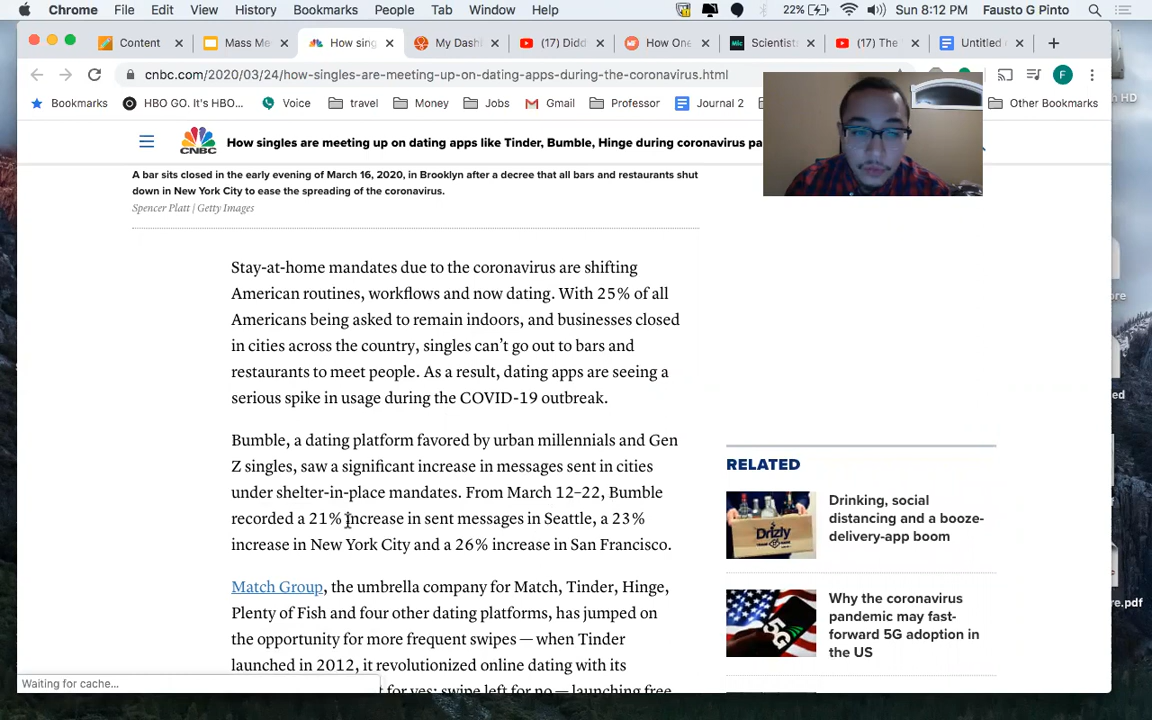 Chrome File Edit View History Bookmarks People Tab Window Help 22% Sun 8:12 PM Fausto G Pinto
Content Mass Me How sing My Dash (17) Didd How One Scientists (17) The Untitled
cnbc.com/2020/03/24/how-singles-are-meeting-up-on-dating-apps-during-the-coronavirus.html F
Bookmarks HBO GO. It's HBO... Voice travel Money Jobs Gmail Professor Journal 2 Other Bookmarks
CNBC How singles are meeting up on dating apps like Tinder, Bumble, Hinge during coronavirus pa
A bar sits closed in the early evening of March 16, 2020, in Brooklyn after a decree that all bars and restaurants shut
down in New York City to ease the spreading of the coronavirus.
Spencer Platt | Getty Images
Stay-at-home mandates due to the coronavirus are shifting
American routines, workflows and now dating. With 25% of all
Americans being asked to remain indoors, and businesses closed
in cities across the country, singles can't go out to bars and
restaurants to meet people. As a result, dating apps are seeing a
serious spike in usage during the COVID-19 outbreak.
Bumble, a dating platform favored by urban millennials and Gen
Z singles, saw a significant increase in messages sent in cities
under shelter-in-place mandates. From March 12–22, Bumble
recorded a 21% increase in sent messages in Seattle, a 23%
increase in New York City and a 26% increase in San Francisco.
Match Group, the umbrella company for Match, Tinder, Hinge,
Plenty of Fish and four other dating platforms, has jumped on
the opportunity for more frequent swipes — when Tinder
launched in 2012, it revolutionized online dating with its
t for yes; swipe left for no — launching free
RELATED
Drinking, social
distancing and a booze-
delivery-app boom
Drizly
Why the coronavirus
pandemic may fast-
forward 5G adoption in
the US
5G
Waiting for cache...
n HD
ore
ed
re.pdf